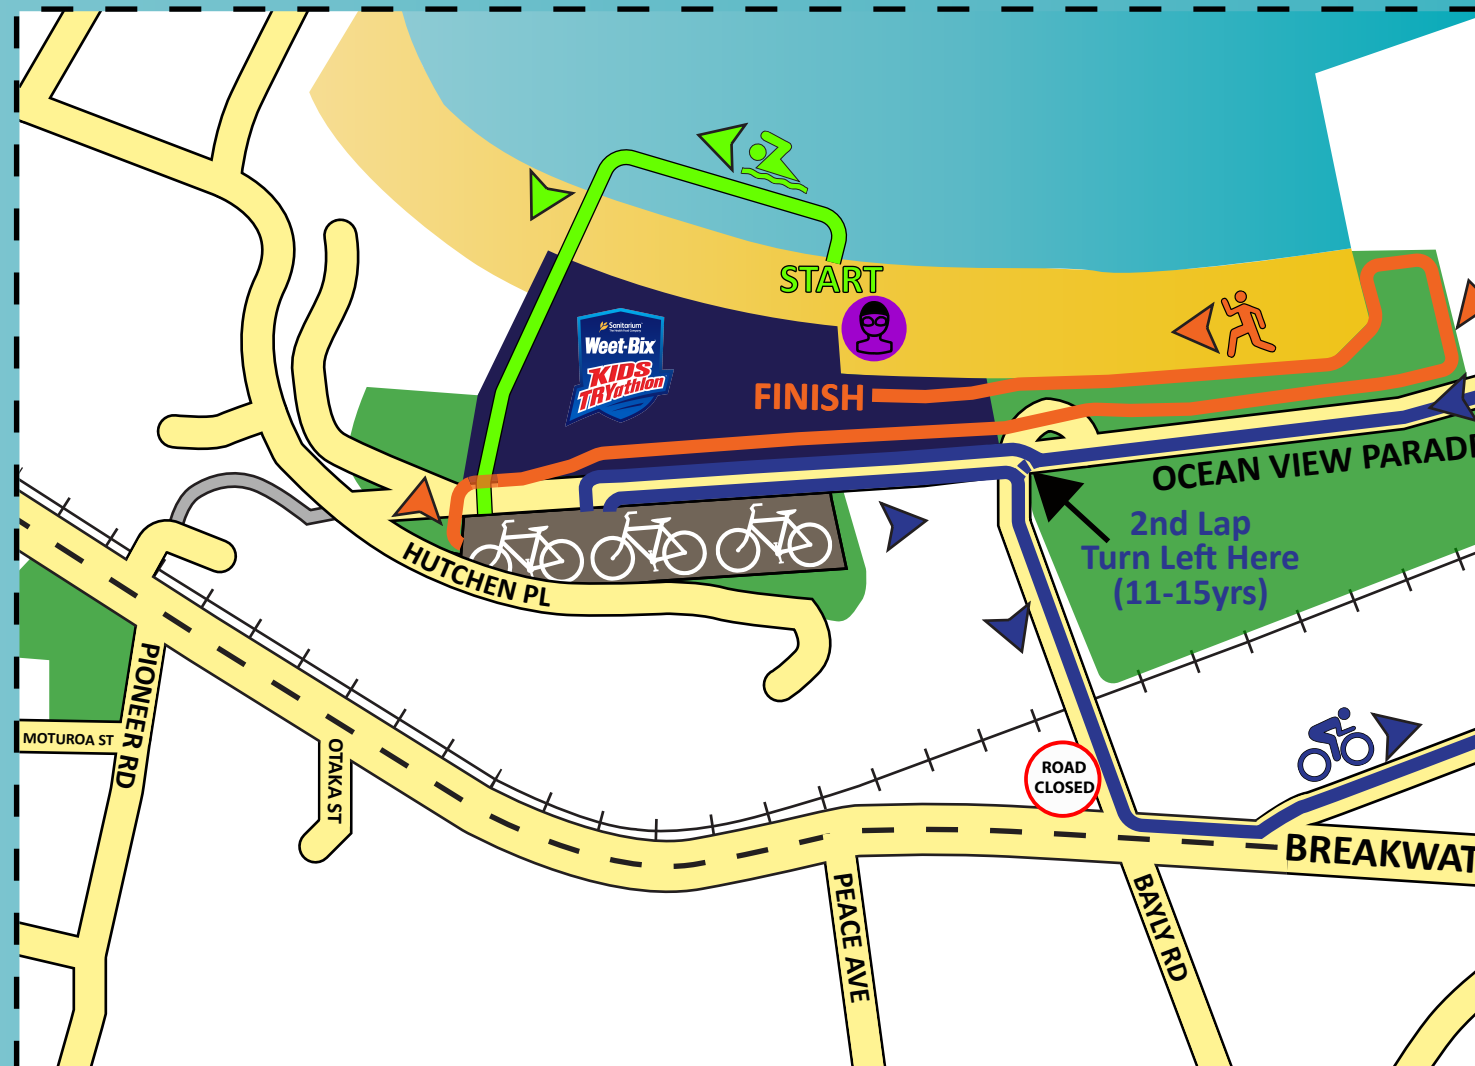 START
Sanitarium
Weet-Bix
KIDS
TRYathlon
FINISH
OCEAN VIEW PARADE
2nd Lap
Turn Left Here
(11-15yrs)
HUTCHEN PL
PIONEER RD
MOTUROA ST
OTAKA ST
ROAD
CLOSED
BREAKWAT
PEACE AVE
BAYLY RD